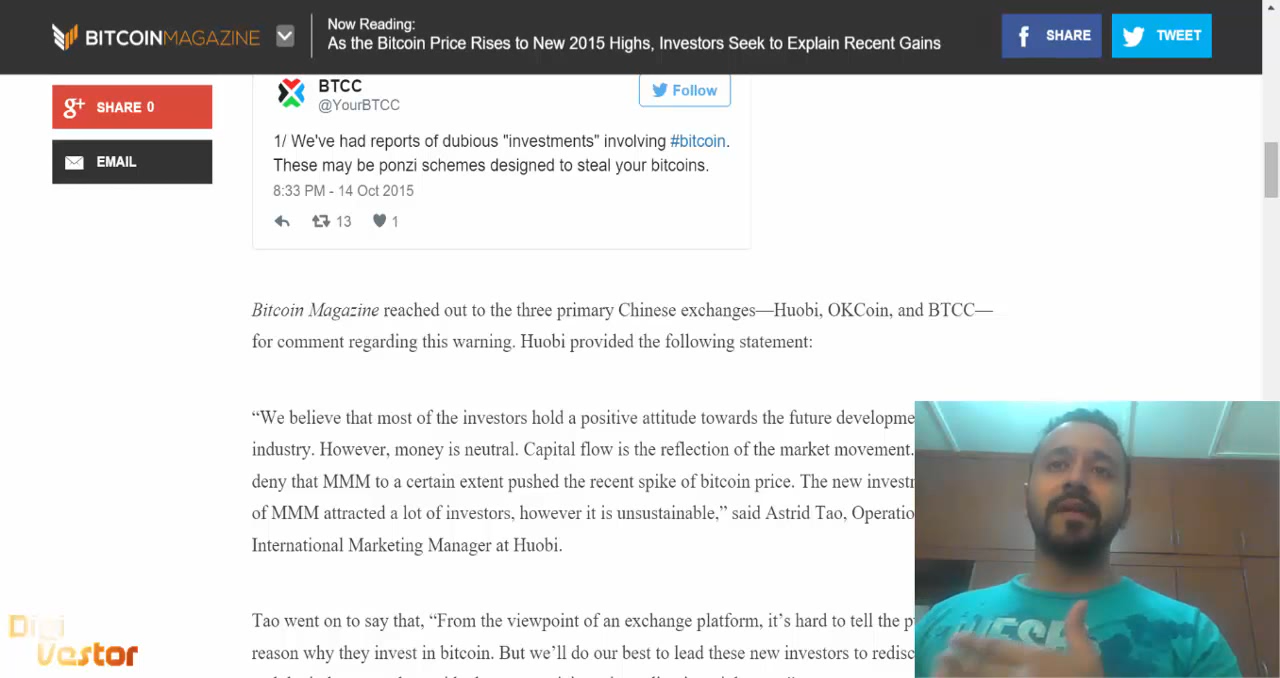 BITCOINMAGAZINE
Now Reading:
As the Bitcoin Price Rises to New 2015 Highs, Investors Seek to Explain Recent Gains
f SHARE
TWEET
g+ SHARE 0
EMAIL
BTCC
@YourBTCC
Follow
1/ We've had reports of dubious "investments" involving #bitcoin.
These may be ponzi schemes designed to steal your bitcoins.
8:33 PM - 14 Oct 2015
13 1
Bitcoin Magazine reached out to the three primary Chinese exchanges—Huobi, OKCoin, and BTCC—
for comment regarding this warning. Huobi provided the following statement:
“We believe that most of the investors hold a positive attitude towards the future developme
industry. However, money is neutral. Capital flow is the reflection of the market movement.
deny that MMM to a certain extent pushed the recent spike of bitcoin price. The new investm
of MMM attracted a lot of investors, however it is unsustainable,” said Astrid Tao, Operatio
International Marketing Manager at Huobi.
Tao went on to say that, “From the viewpoint of an exchange platform, it’s hard to tell the p
reason why they invest in bitcoin. But we’ll do our best to lead these new investors to redisc
Digi
Vestor